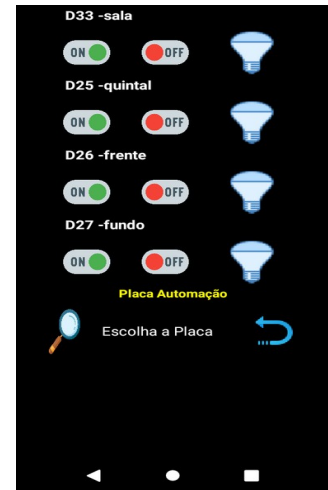 D33 -sala
ON OFF
D25 -quintal
ON OFF
D26 -frente
ON OFF
D27 -fundo
ON OFF
Placa Automação
Escolha a Placa